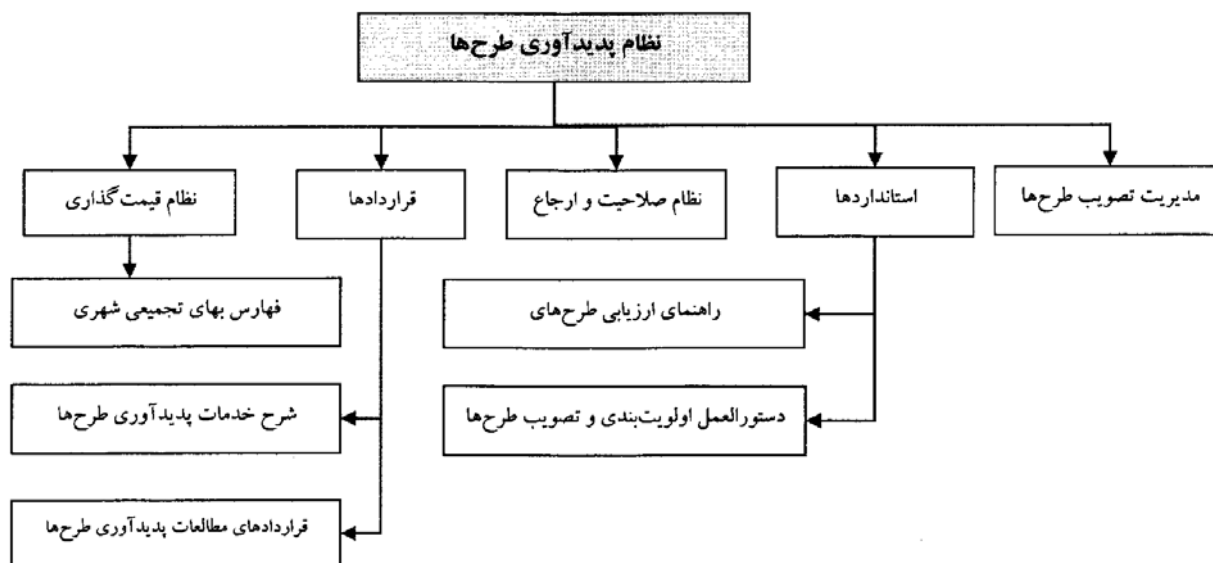 نظام پدیدآوری طرح‌ها
مدیریت تصویب طرح‌ها
استانداردها
نظام صلاحیت و ارجاع
قراردادها
نظام قیمت‌گذاری
راهنمای ارزیابی طرح‌های
فهارس بهای تجمیعی شهری
دستورالعمل اولویت‌بندی و تصویب طرح‌ها
شرح خدمات پدیدآوری طرح‌ها
قراردادهای مطالعات پدیدآوری طرح‌ها